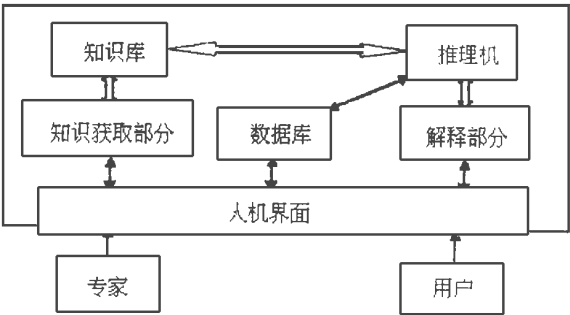 知识库
推理机
知识获取部分
数据库
解释部分
人机界面
专家
用户